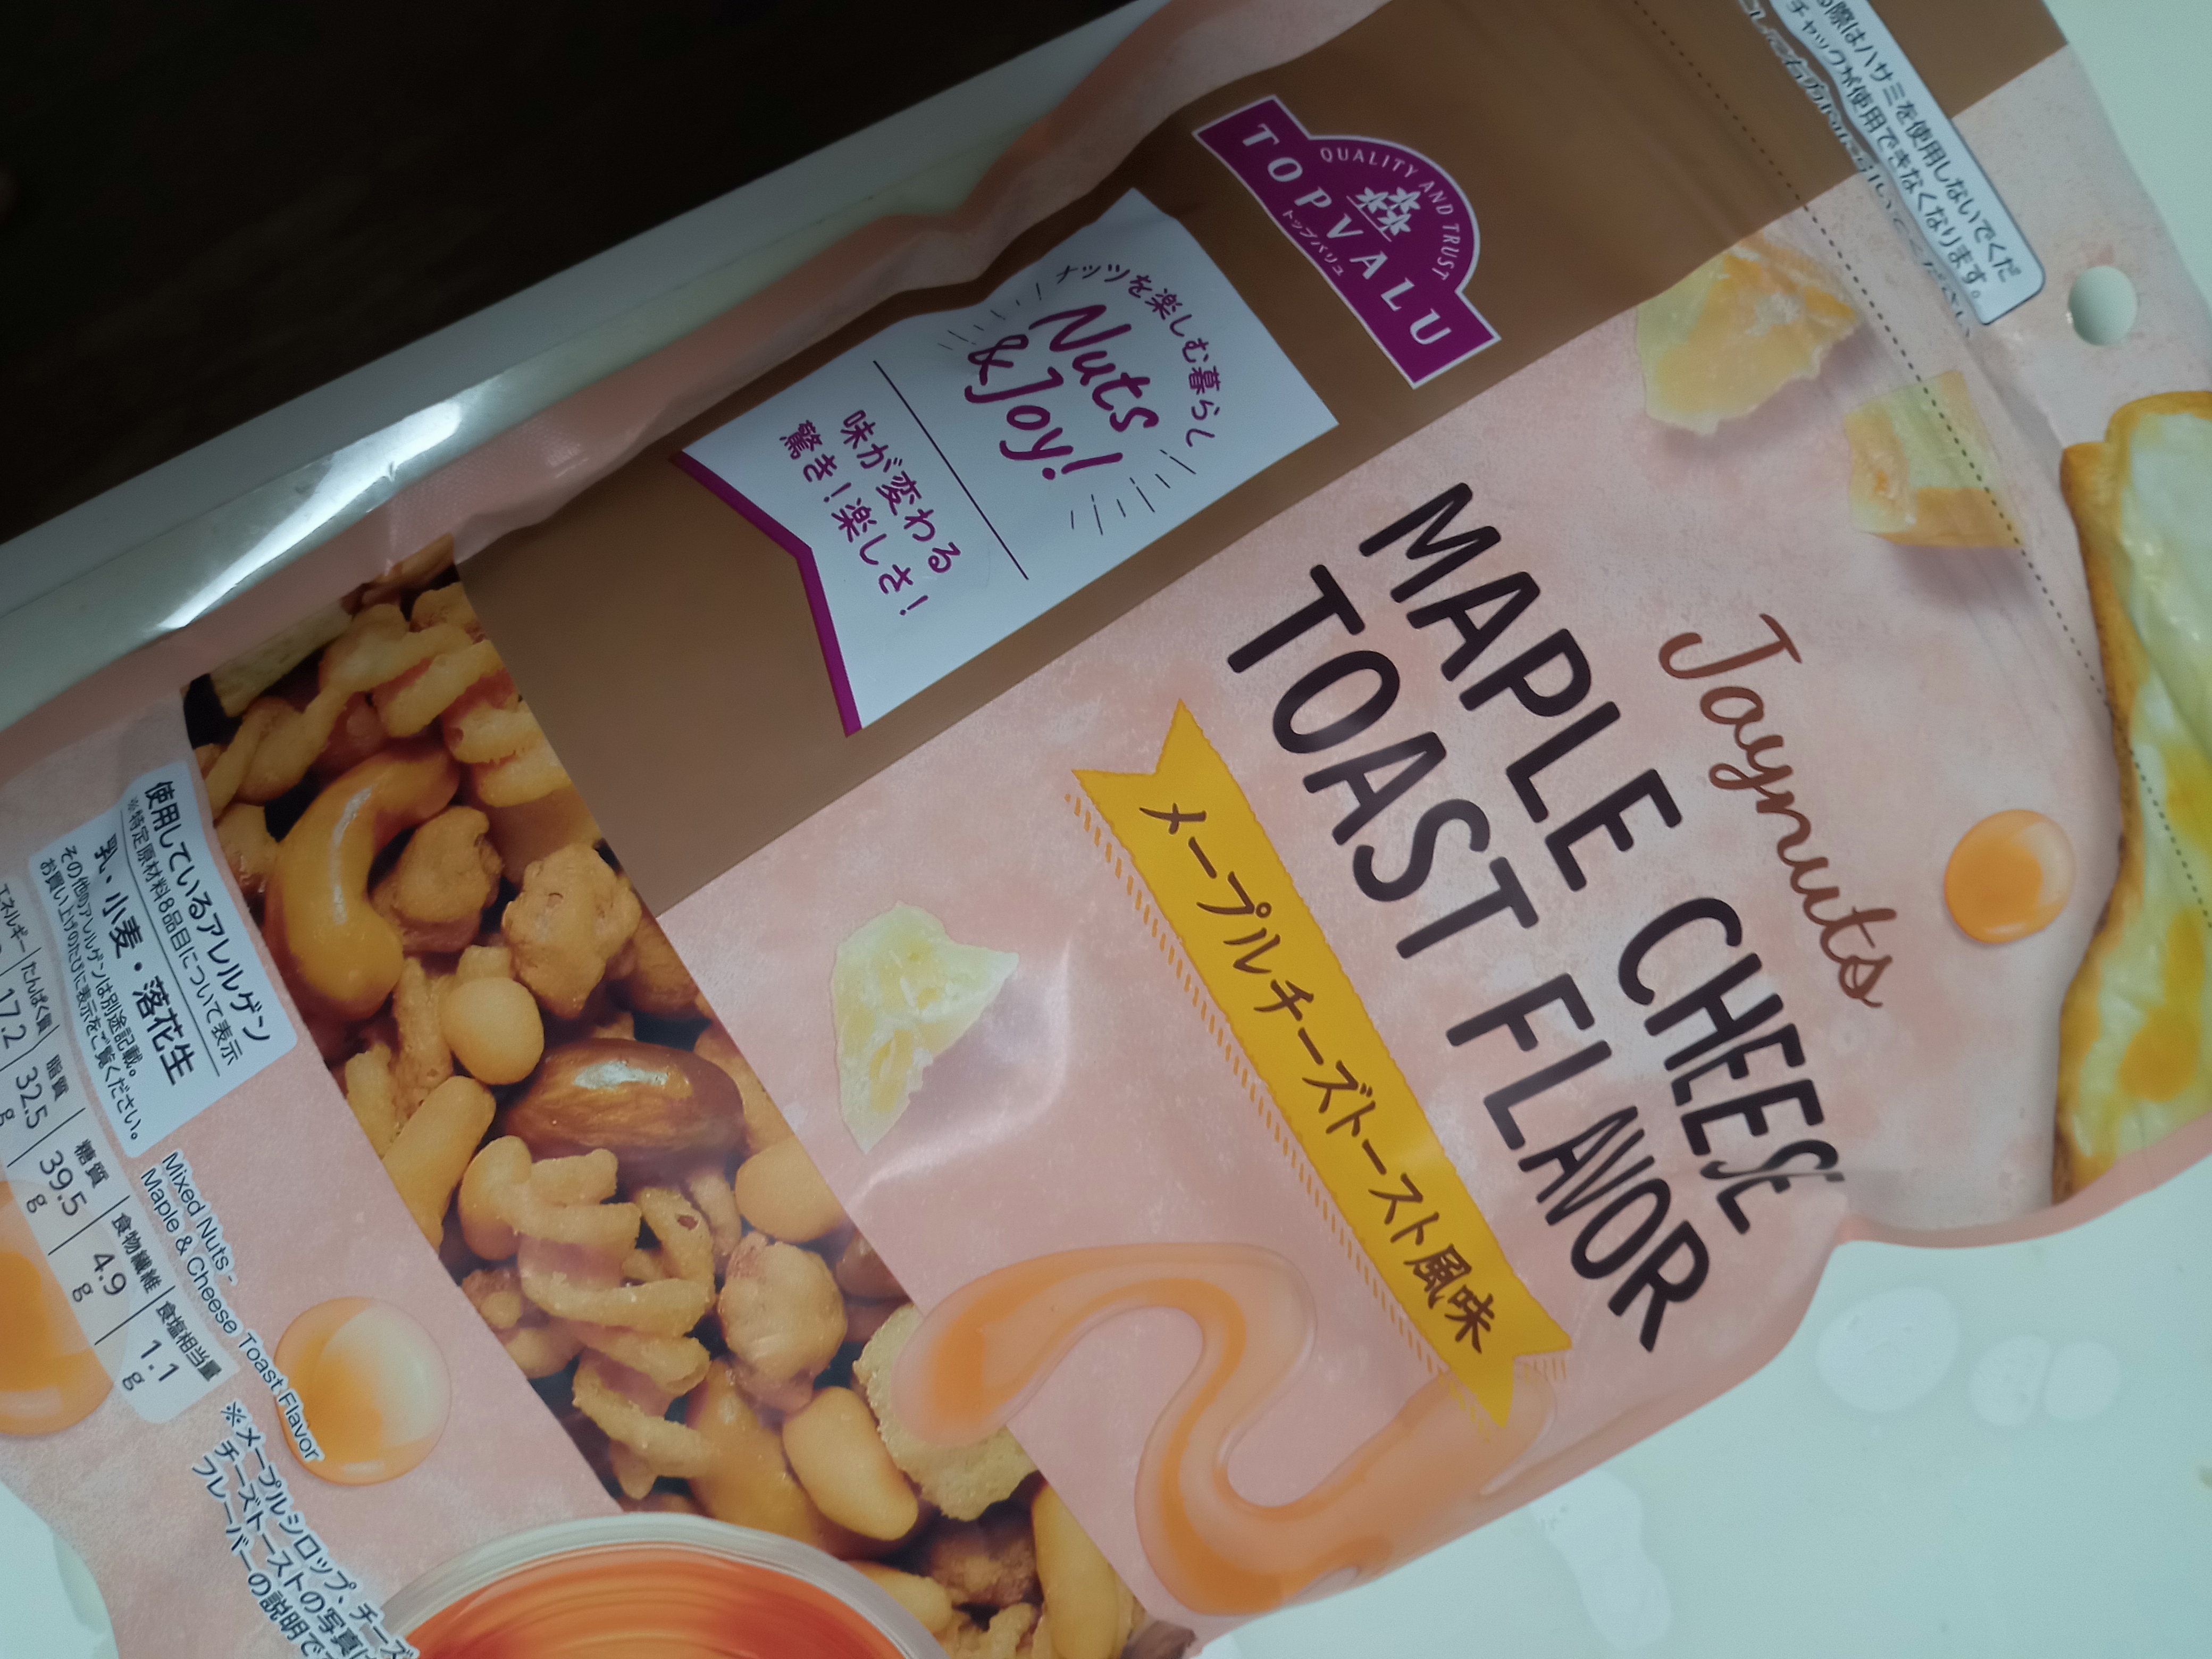 る際はハサミを使用しないでくだ
チャックが使用できなくなります。
QUALITY AND TRUST
TOPVALU
トップバリュ
ナッツを楽しむ暮らし
Nuts
&Joy!
味が変わる
驚き!楽しさ!
Joynuts
MAPLE CHEESE
TOAST FLAVOR
メープルチーズトースト風味
使用しているアレルゲン
※特定原材料8品目について表示
乳・小麦・落花生
その他のアレルゲンは別途記載。
お買い上げのたびに表示をご覧ください。
エネルギー たんぱく質 脂質 糖質 食物繊維 食塩相当量
17.2 32.5 39.5 4.9 1.1
g g g g
Mixed Nuts -
Maple & Cheese Toast Flavor
※メープルシロップ、チーズ
チーズトーストの写真は
フレーバーの説明で